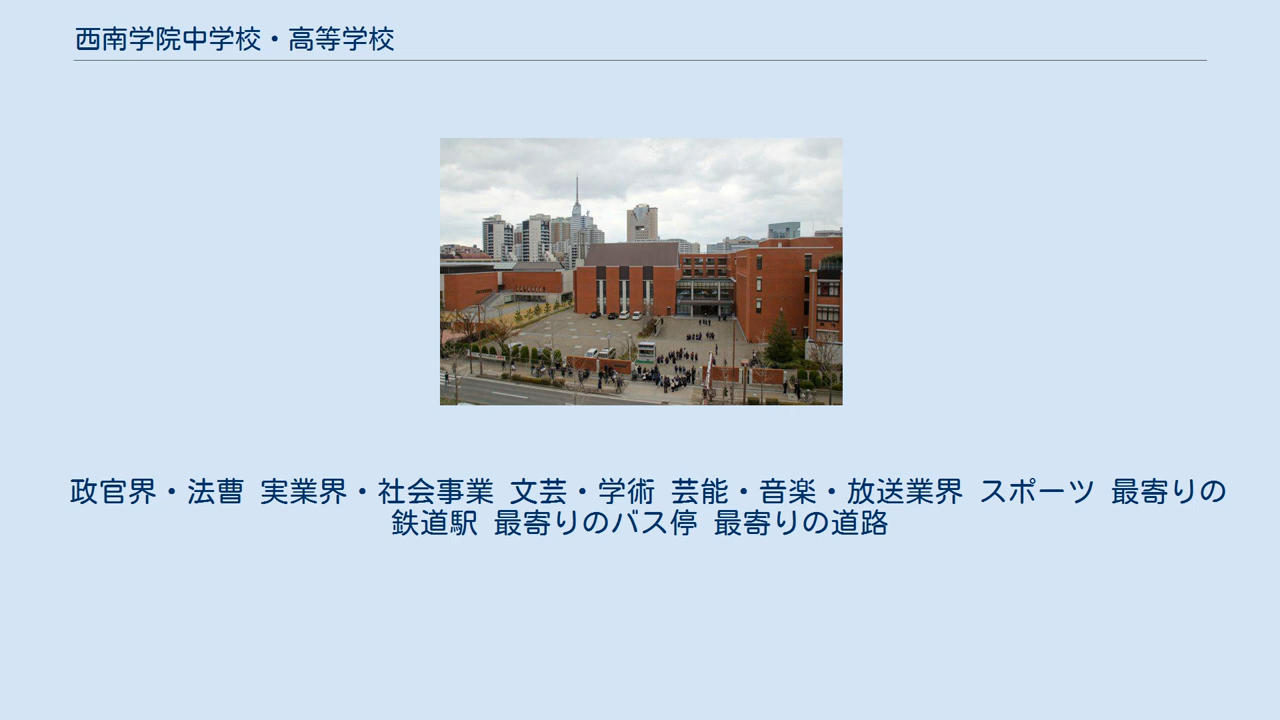 西南学院中学校・高等学校
政官界・法曹 実業界・社会事業 文芸・学術 芸能・音楽・放送業界 スポーツ 最寄りの
鉄道駅 最寄りのバス停 最寄りの道路